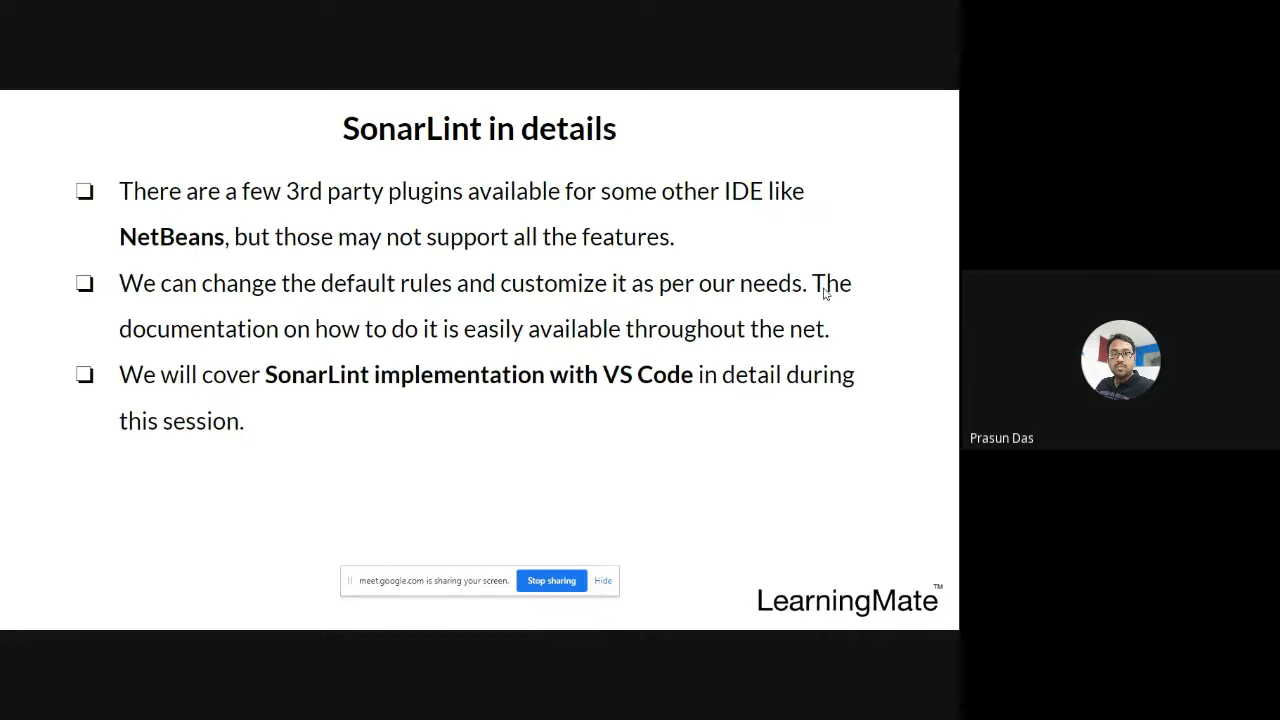 SonarLint in details
There are a few 3rd party plugins available for some other IDE like
NetBeans, but those may not support all the features.
We can change the default rules and customize it as per our needs. The
documentation on how to do it is easily available throughout the net.
We will cover SonarLint implementation with VS Code in detail during
this session.
Prasun Das
meet.google.com is sharing your screen. Stop sharing Hide
LearningMate™